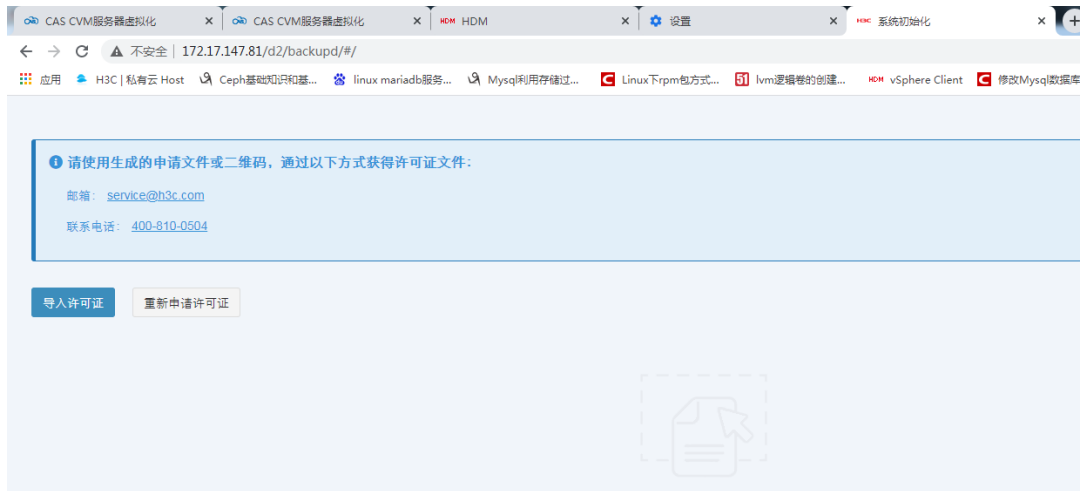 CAS CVM服务器虚拟化 CAS CVM服务器虚拟化 HDM HDM 设置 H3C 系统初始化
不安全 | 172.17.147.81/d2/backupd/#/
应用 H3C | 私有云 Host Ceph基础知识和基... linux mariadb服务... Mysql利用存储过... Linux下rpm包方式... 51 lvm逻辑卷的创建... HDM vSphere Client 修改Mysql数据库
请使用生成的申请文件或二维码，通过以下方式获得许可证文件：
邮箱： service@h3c.com
联系电话： 400-810-0504
导入许可证 重新申请许可证